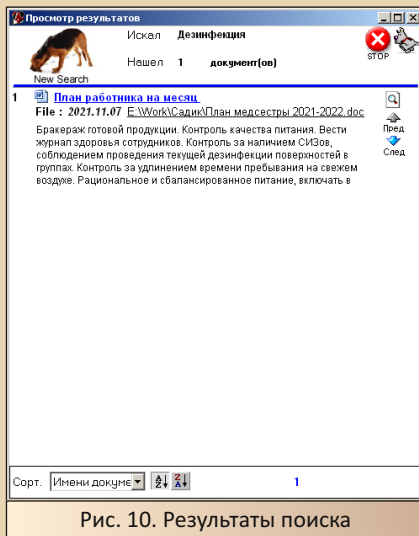 Просмотр результатов
Искал Дезинфекция
Нашел 1 документ(ов)
STOP
New Search
1 План работника на месяц
File : 2021.11.07 E:\Work\Садик\План медсестры 2021-2022.doc
Бракераж готовой продукции. Контроль качества питания. Вести
журнал здоровья сотрудников. Контроль за наличием СИЗов,
соблюдением проведения текущей дезинфекции поверхностей в
группах. Контроль за удлинением времени пребывания на свежем
воздухе. Рациональное и сбалансированное питание, включать в
Пред
След
Сорт. Имени докуме 1
Рис. 10. Результаты поиска